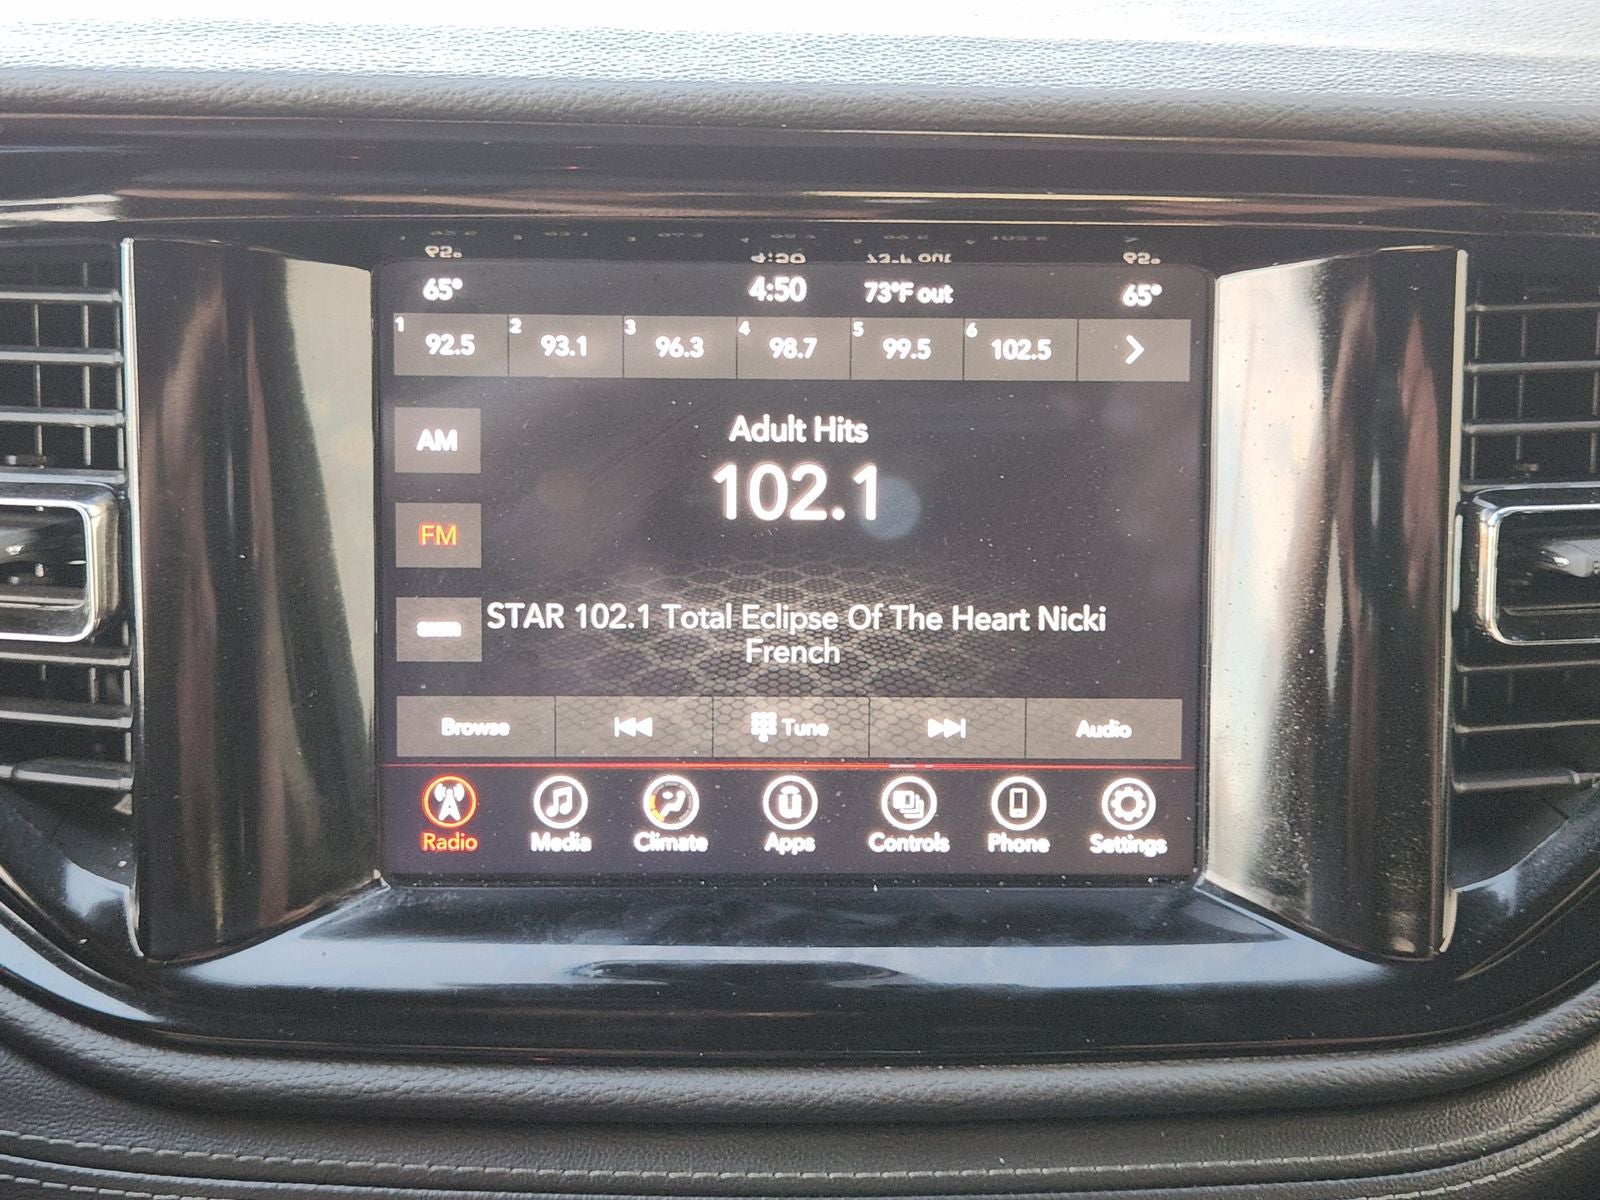 65° 4:50 73°F out 65°
1 92.5 2 93.1 3 96.3 4 98.7 5 99.5 6 102.5
Adult Hits
AM
102.1
FM
STAR 102.1 Total Eclipse Of The Heart Nicki
French
Browse Tune Audio
Radio Media Climate Apps Controls Phone Settings